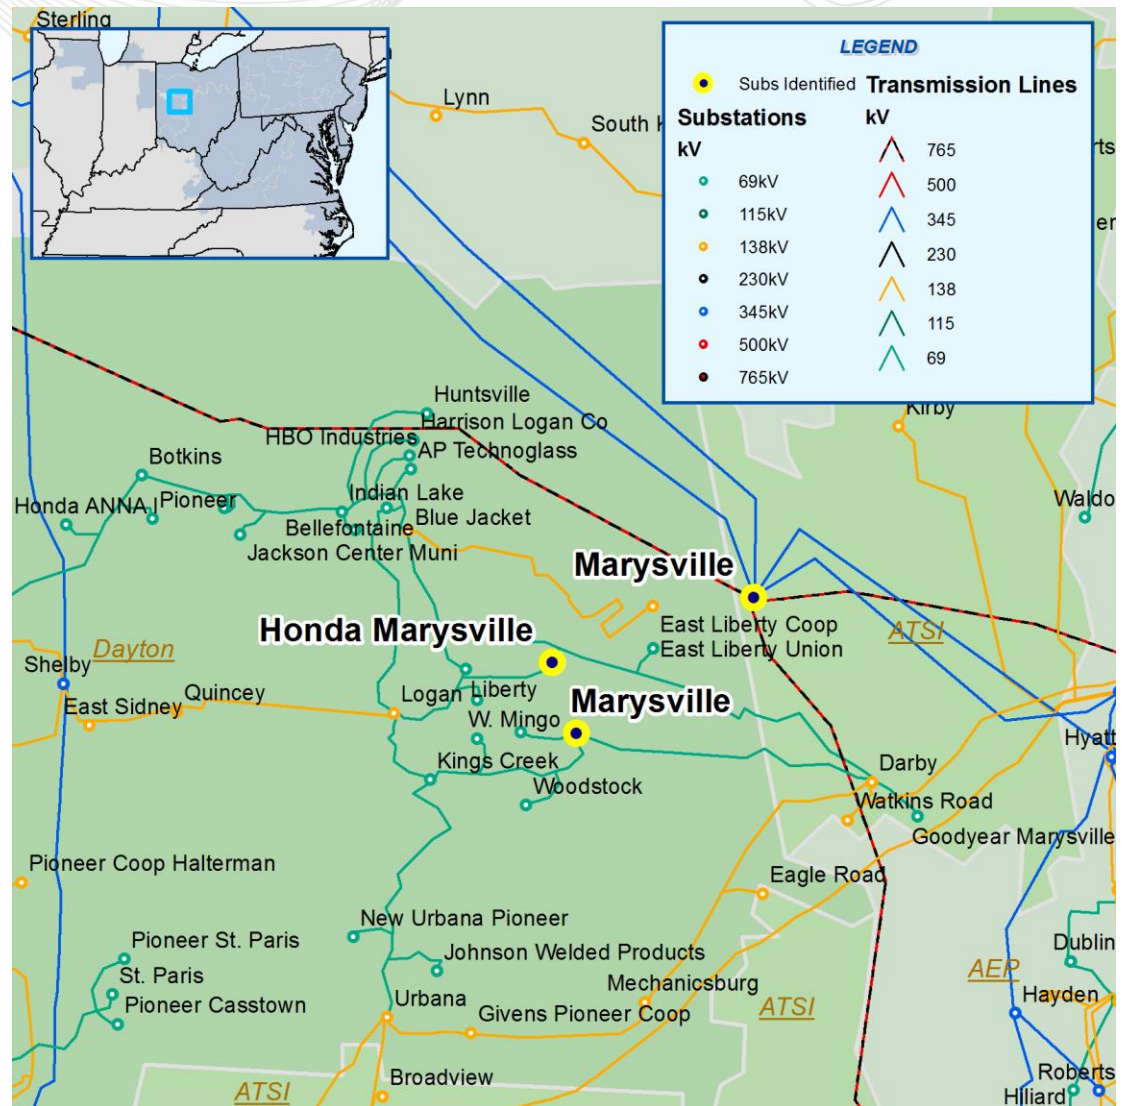 Sterling
Lynn
South K
LEGEND
Subs Identified
Transmission Lines
Substations
kV
kV
69kV
115kV
138kV
230kV
345kV
500kV
765kV
765
500
345
230
138
115
69
rts
er
Kirby
Huntsville
Harrison Logan Co
HBO Industries
AP Technoglass
Botkins
Honda ANNA
Pioneer
Indian Lake
Blue Jacket
Bellefontaine
Jackson Center Muni
Waldo
Marysville
Honda Marysville
East Liberty Coop
East Liberty Union
ATSI
Dayton
Shelby
East Sidney
Quincey
Logan
Liberty
Marysville
W. Mingo
Kings Creek
Woodstock
Hyatt
Darby
Watkins Road
Goodyear Marysville
Pioneer Coop Halterman
Eagle Road
New Urbana Pioneer
Pioneer St. Paris
St. Paris
Pioneer Casstown
Johnson Welded Products
Mechanicsburg
Urbana
Givens Pioneer Coop
ATSI
AEP
Dublin
Hayden
Broadview
ATSI
Roberts
Hiliard